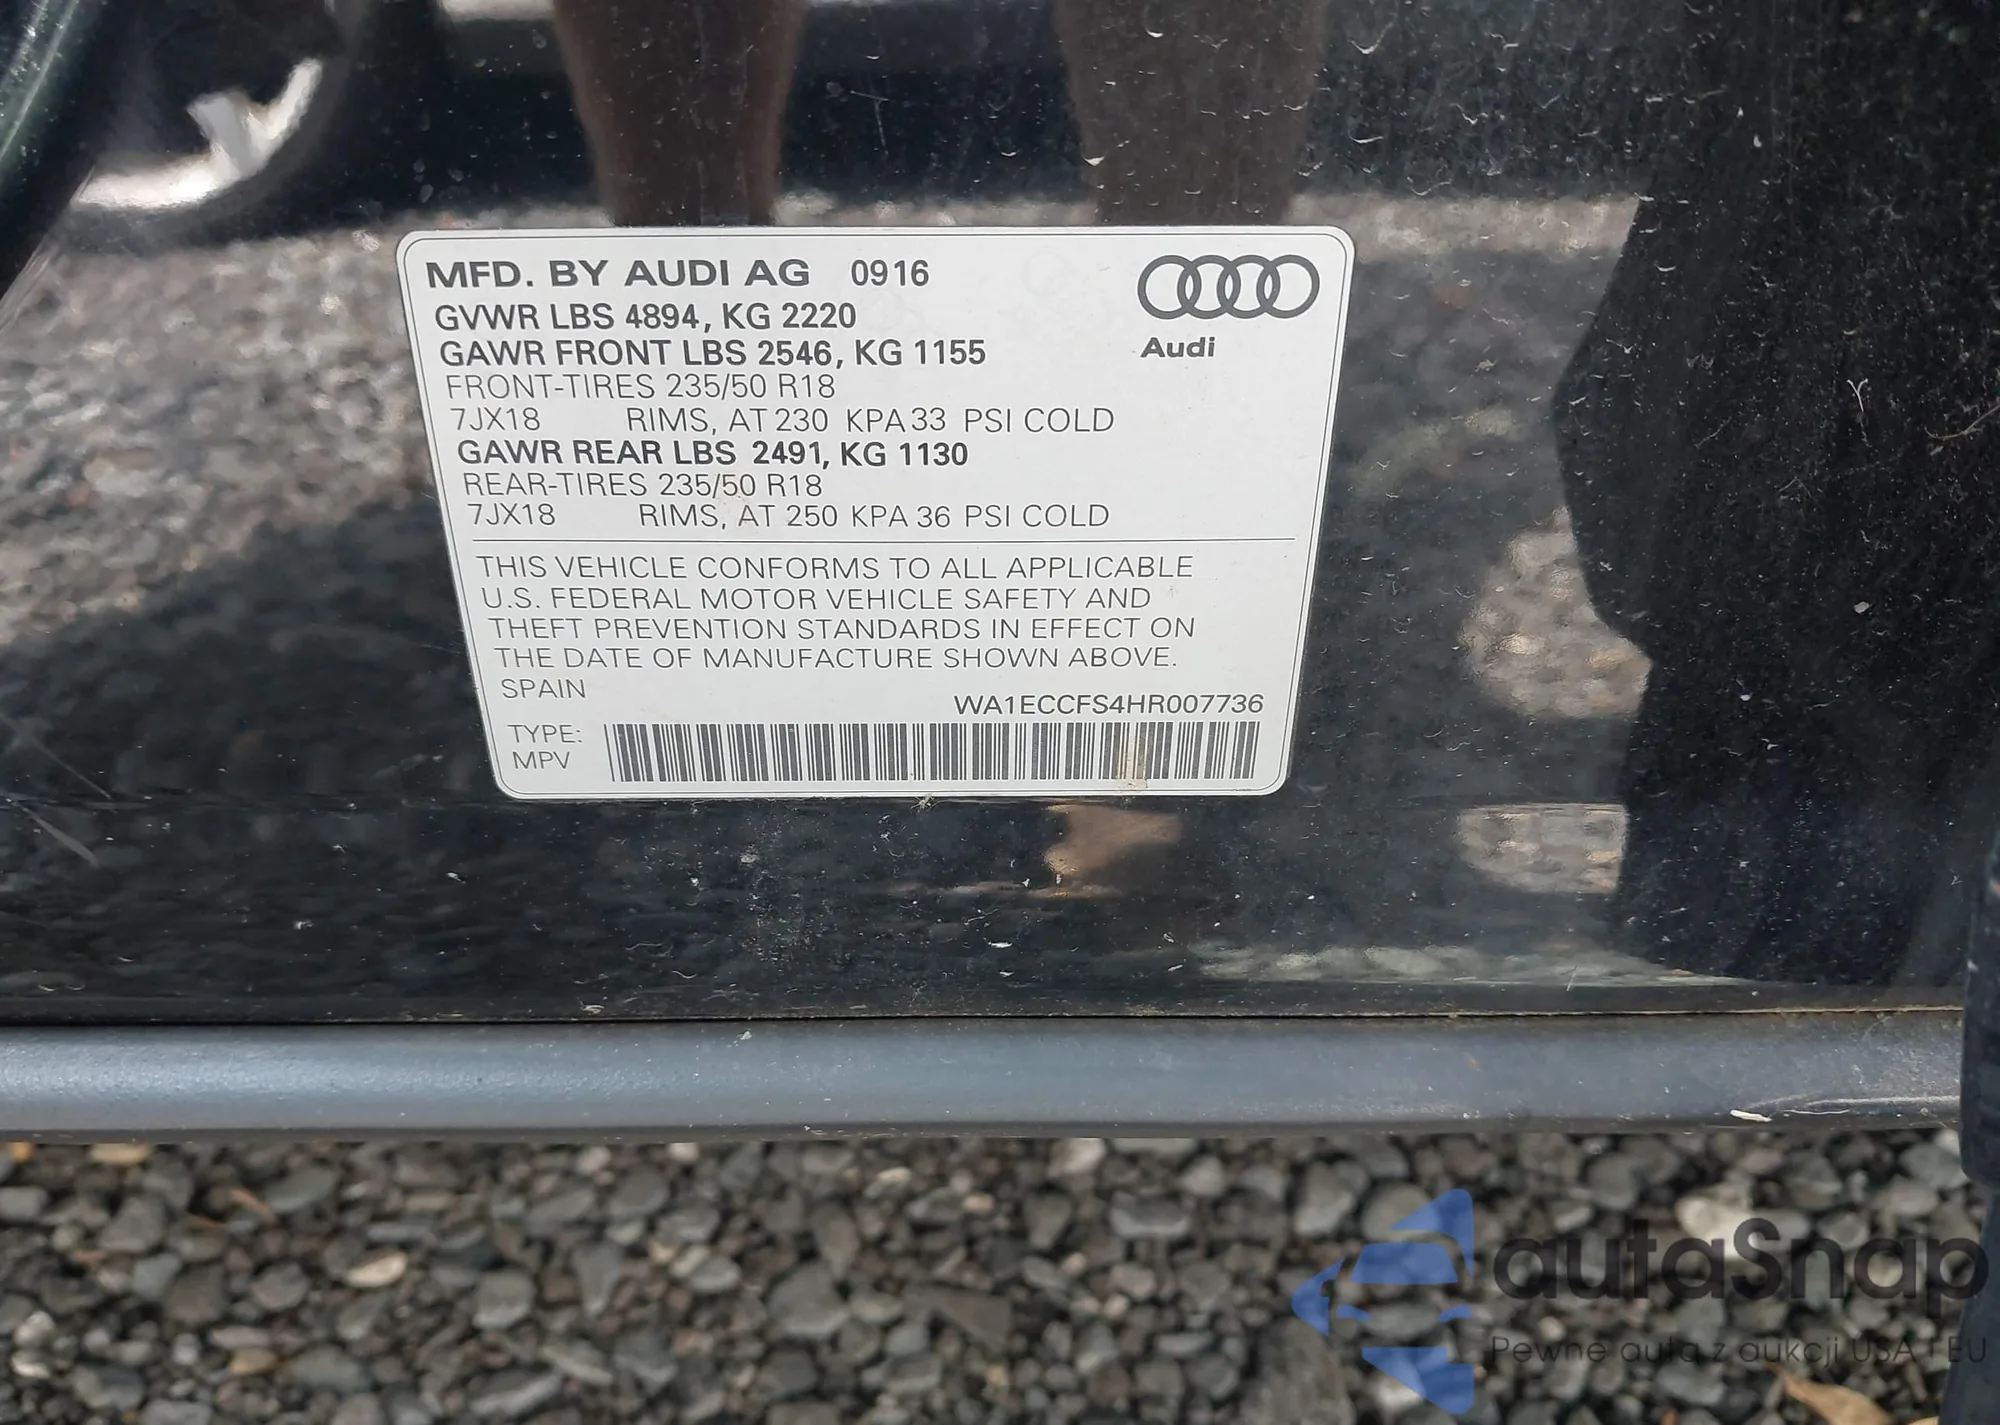 MFD. BY AUDI AG 0916
GVWR LBS 4894, KG 2220
GAWR FRONT LBS 2546, KG 1155
Audi
FRONT-TIRES 235/50 R18
7JX18 RIMS, AT 230 KPA 33 PSI COLD
GAWR REAR LBS 2491, KG 1130
REAR-TIRES 235/50 R18
7JX18 RIMS, AT 250 KPA 36 PSI COLD
THIS VEHICLE CONFORMS TO ALL APPLICABLE
U.S. FEDERAL MOTOR VEHICLE SAFETY AND
THEFT PREVENTION STANDARDS IN EFFECT ON
THE DATE OF MANUFACTURE SHOWN ABOVE.
SPAIN
WA1ECCFS4HR007736
TYPE:
MPV
autaSnap
Pewne auta z aukcji USA i EU